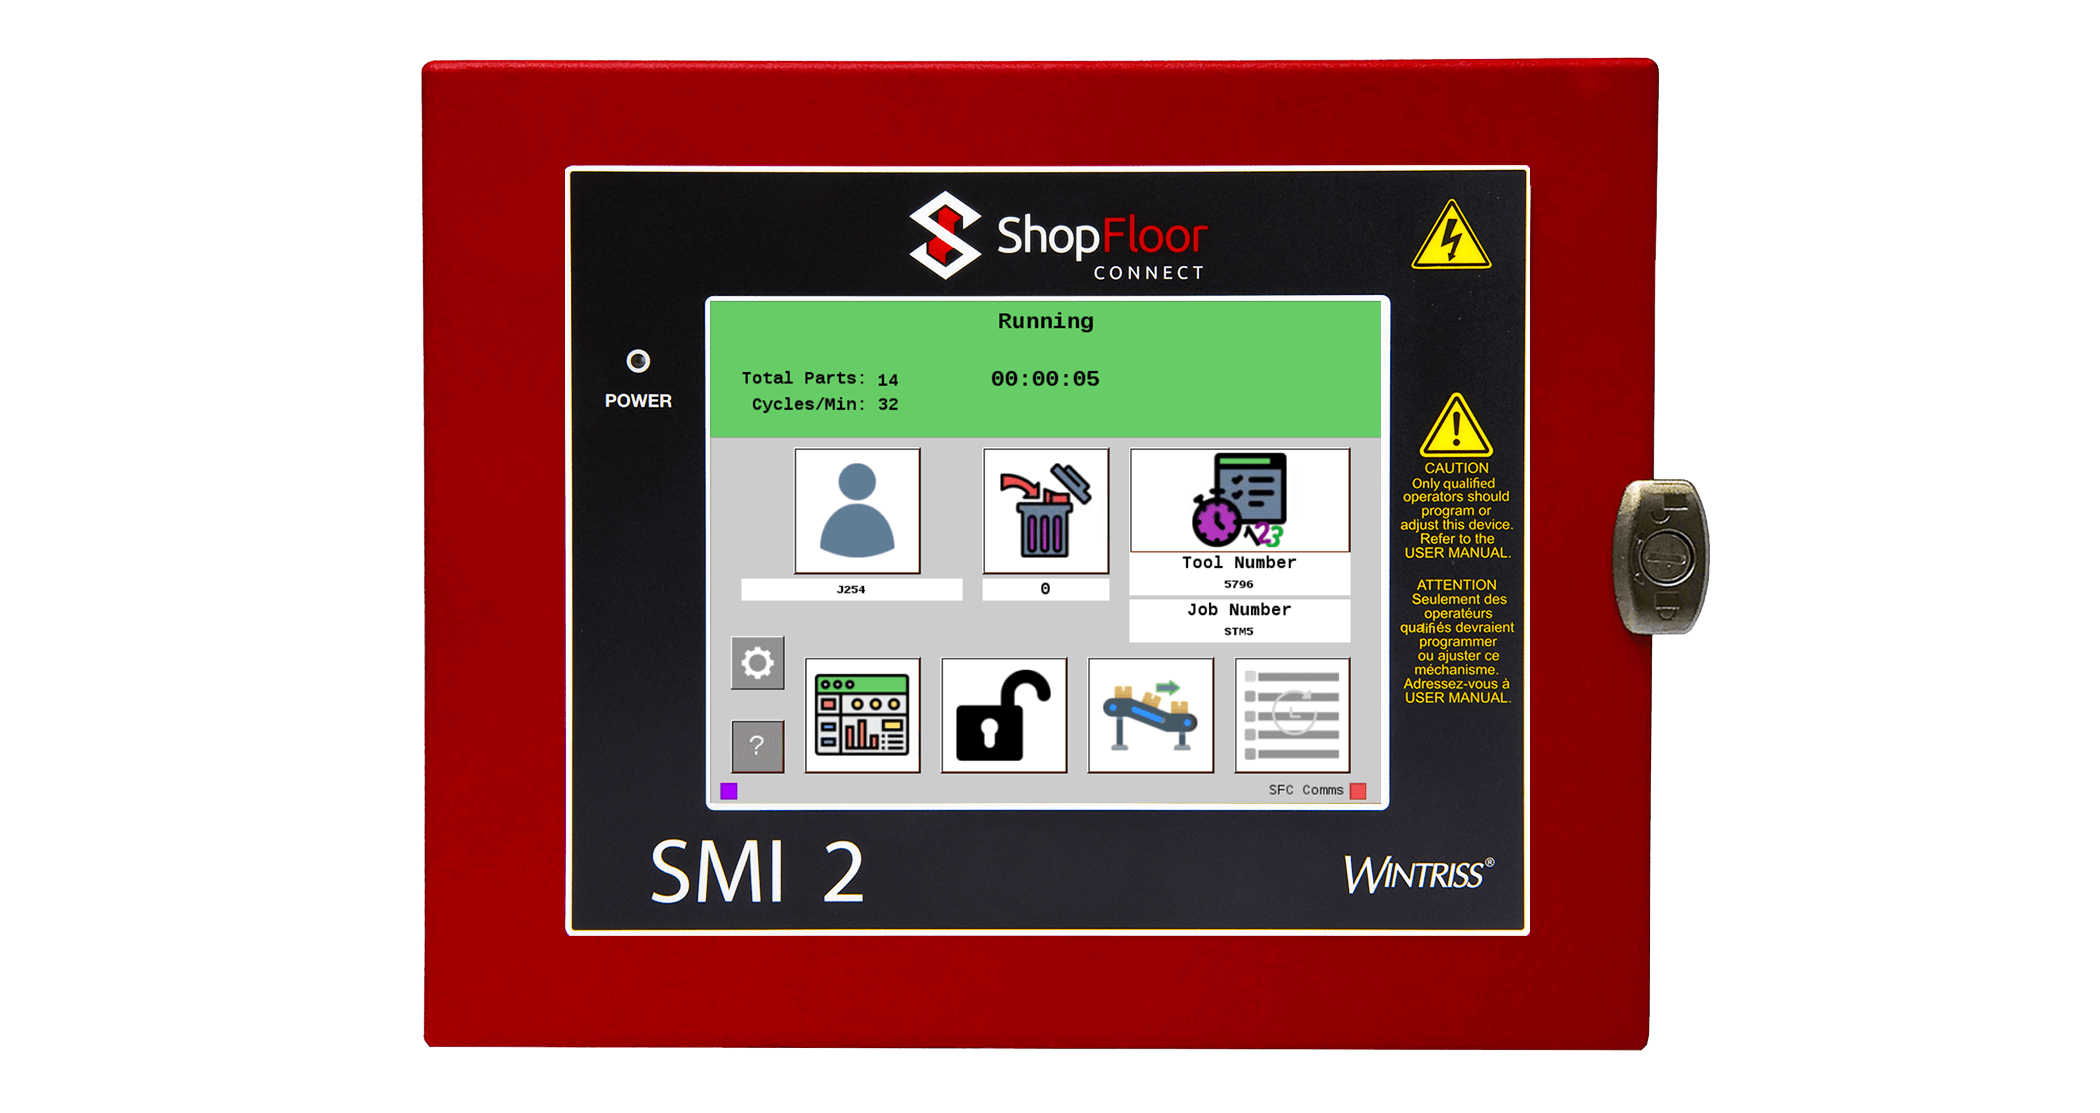 ShopFloor
CONNECT
Running
Total Parts: 14
00:00:05
Cycles/Min: 32
POWER
J254
0
Tool Number
5796
Job Number
STM5
123
?
SFC Comms
CAUTION
Only qualified
operators should
program or
adjust this device.
Refer to the
USER MANUAL.
ATTENTION
Seulement des
operatéurs
qualifiés devraient
programmer
ou ajuster ce
méchanisme.
Adressez-vous à
USER MANUAL.
SMI 2
WINTRISS®